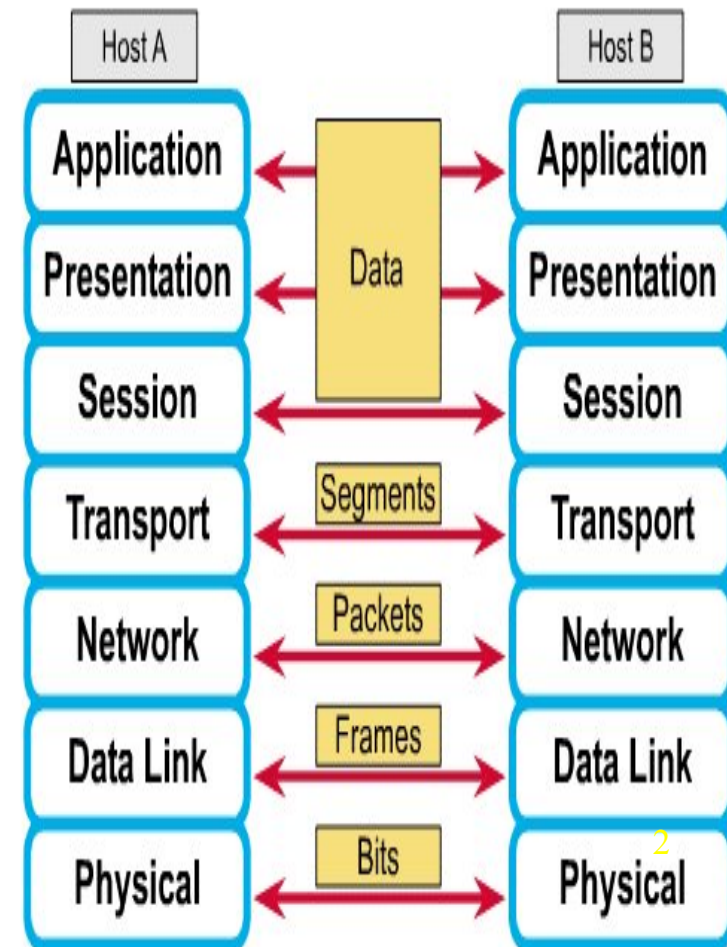 Host A
Host B
Application
Application
Presentation
Data
Presentation
Session
Session
Segments
Transport
Transport
Packets
Network
Network
Frames
Data Link
Data Link
2
Bits
Physical
Physical